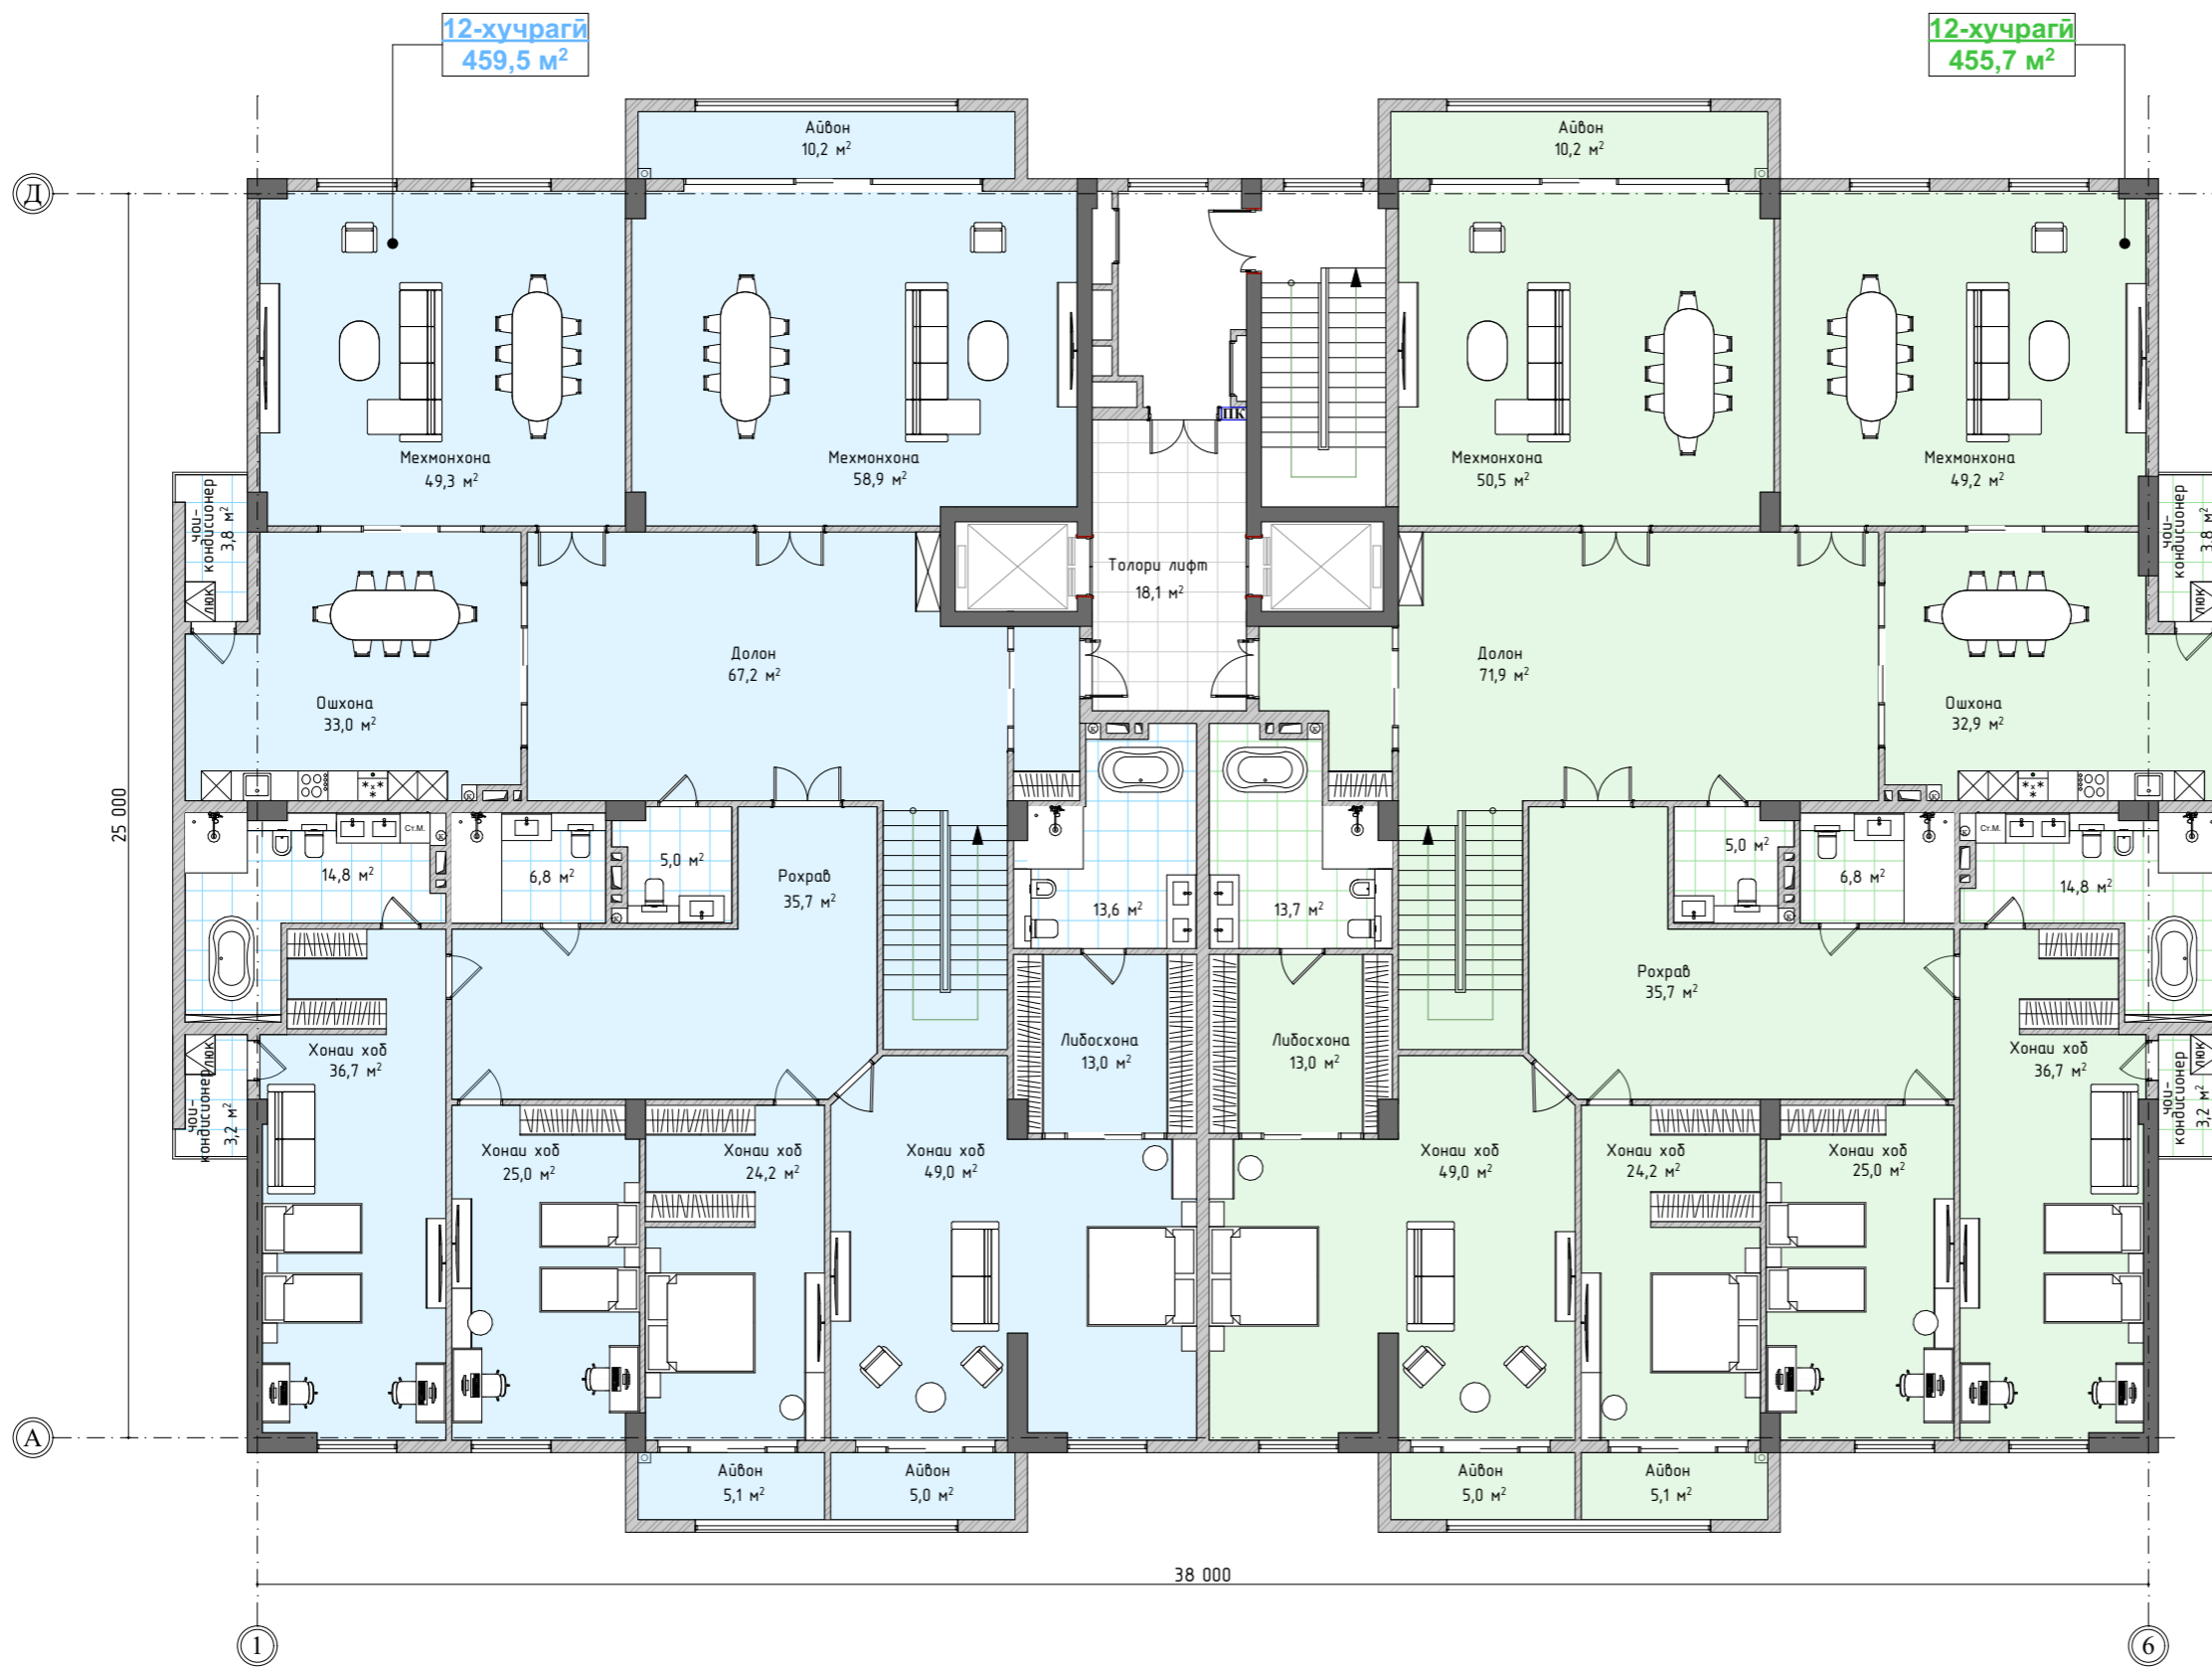 12-хучрагӣ
459,5 м²
12-хучрагӣ
455,7 м²
Айвон
10,2 м²
Айвон
10,2 м²
Д
Мехмонхона
49,3 м²
Мехмонхона
58,9 м²
ПК
Мехмонхона
50,5 м²
Мехмонхона
49,2 м²
чои-
кондисионер
3,8 м²
люк
Толори лифт
18,1 м²
чои-
кондисионер
3,8 м²
люк
Ошхона
33,0 м²
Долон
67,2 м²
Долон
71,9 м²
Ошхона
32,9 м²
25 000
Ст.М.
14,8 м²
6,8 м²
5,0 м²
Рохрав
35,7 м²
13,6 м²
13,7 м²
Рохрав
35,7 м²
5,0 м²
6,8 м²
Ст.М.
14,8 м²
люк
чои-
кондисионер
3,2 м²
Хонаи хоб
36,7 м²
Либосхона
13,0 м²
Либосхона
13,0 м²
Хонаи хоб
36,7 м²
люк
чои-
кондисионер
3,2 м²
Хонаи хоб
25,0 м²
Хонаи хоб
24,2 м²
Хонаи хоб
49,0 м²
Хонаи хоб
49,0 м²
Хонаи хоб
24,2 м²
Хонаи хоб
25,0 м²
А
Айвон
5,1 м²
Айвон
5,0 м²
Айвон
5,0 м²
Айвон
5,1 м²
38 000
1
6